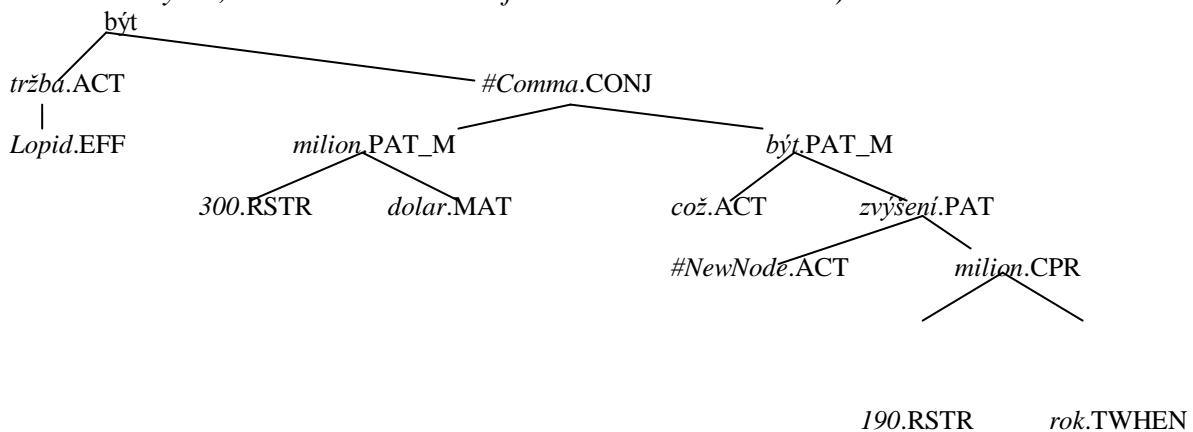 být
tržba.ACT #Comma.CONJ
Lopid.EFF milion.PAT_M být.PAT_M
300.RSTR dolar.MAT což.ACT zvýšení.PAT
#NewNode.ACT milion.CPR
190.RSTR rok.TWHEN